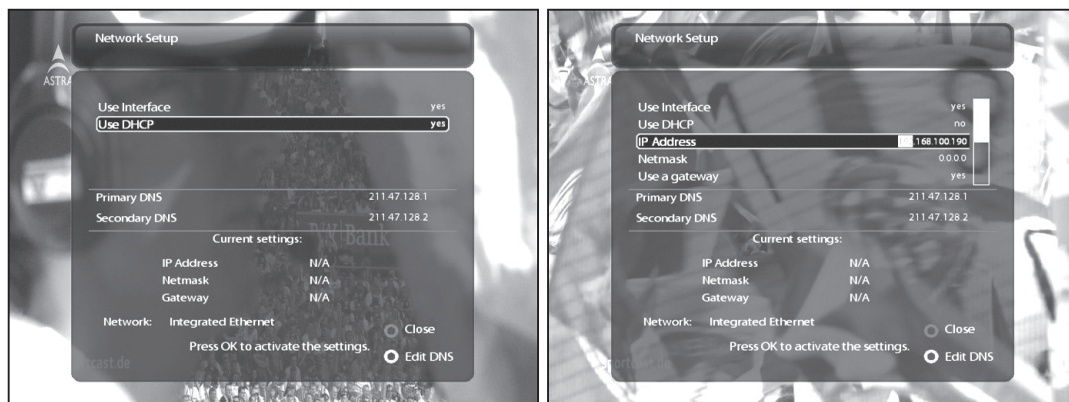 Network Setup
ASTRA
Use Interface yes
Use DHCP yes
Primary DNS 211.47.128.1
Secondary DNS 211.47.128.2
Bank
Current settings:
IP Address N/A
Netmask N/A
Gateway N/A
Network: Integrated Ethernet
Close
Press OK to activate the settings.
Edit DNS
Network Setup
ASTRA
Use Interface yes
Use DHCP no
IP Address .168.100.190
Netmask 0.0.0.0
Use a gateway yes
Primary DNS 211.47.128.1
Secondary DNS 211.47.128.2
Current settings:
IP Address N/A
Netmask N/A
Gateway N/A
Network: Integrated Ethernet
Close
Press OK to activate the settings.
Edit DNS